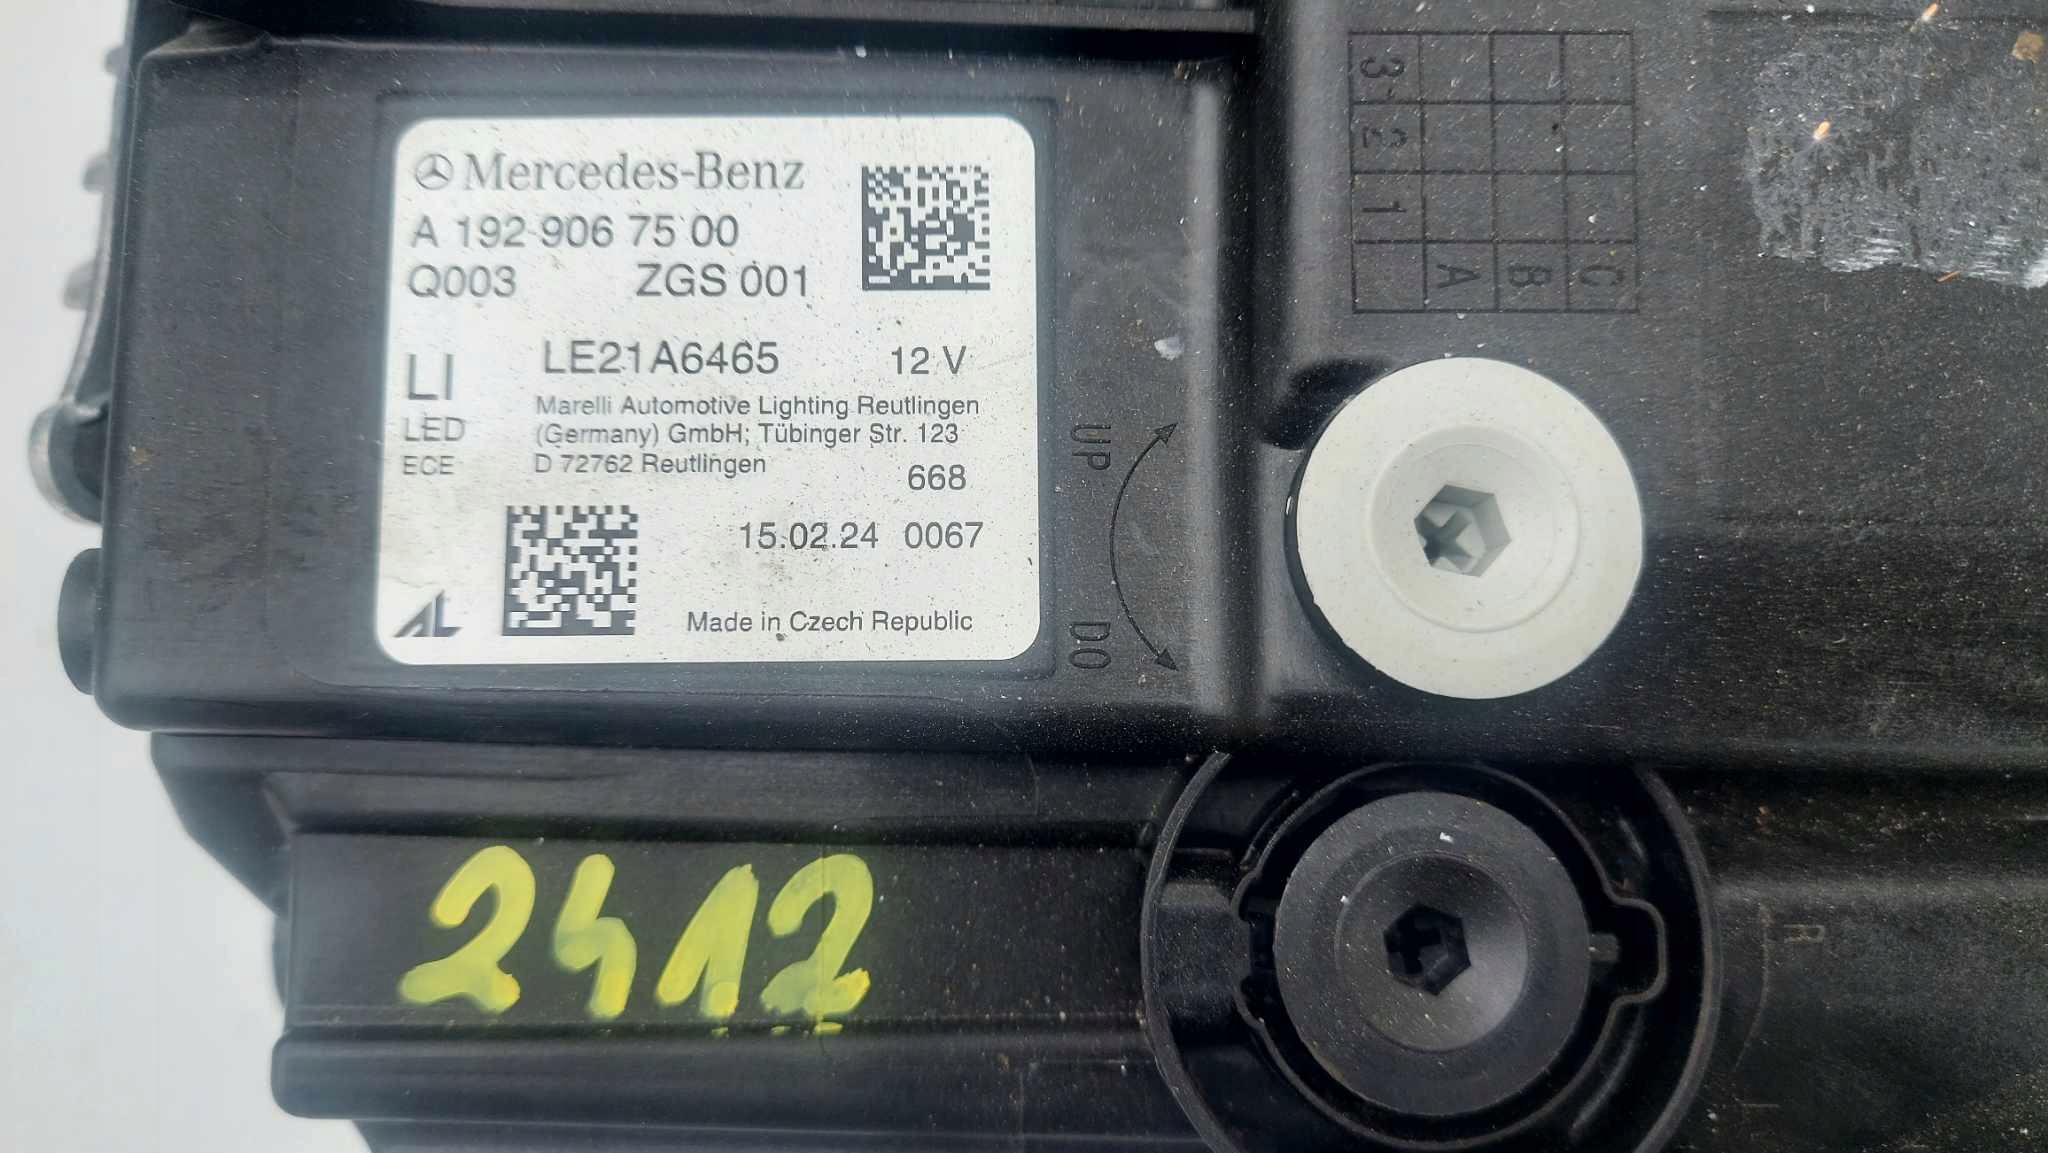 Mercedes-Benz
A 192 906 75 00
Q003 ZGS 001
LI LE21A6465 12 V
LED Marelli Automotive Lighting Reutlingen
(Germany) GmbH; Tübinger Str. 123
ECE D 72762 Reutlingen
668
15.02.24 0067
AL
Made in Czech Republic
UP
DO
3 2 1
A B C
2412
R